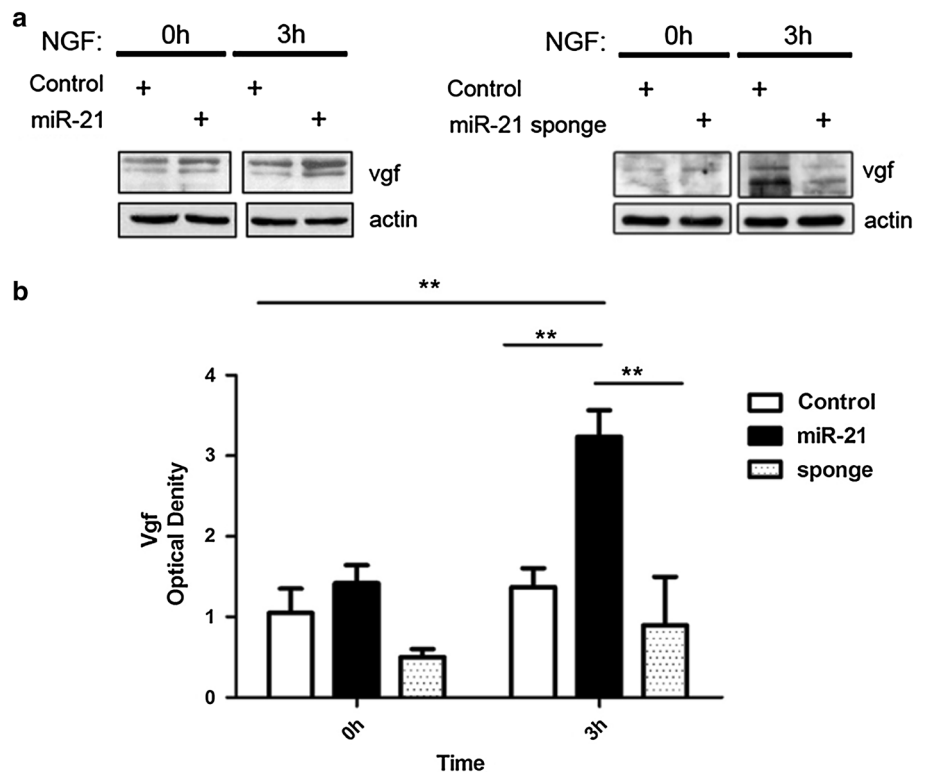 a
NGF: 0h 3h
Control + +
miR-21 + +
vgf
actin
NGF: 0h 3h
Control + +
miR-21 sponge + +
vgf
actin
b
**
**
**
4
3
2
1
0
Vgf
Optical Denity
0h
3h
Time
Control
miR-21
sponge